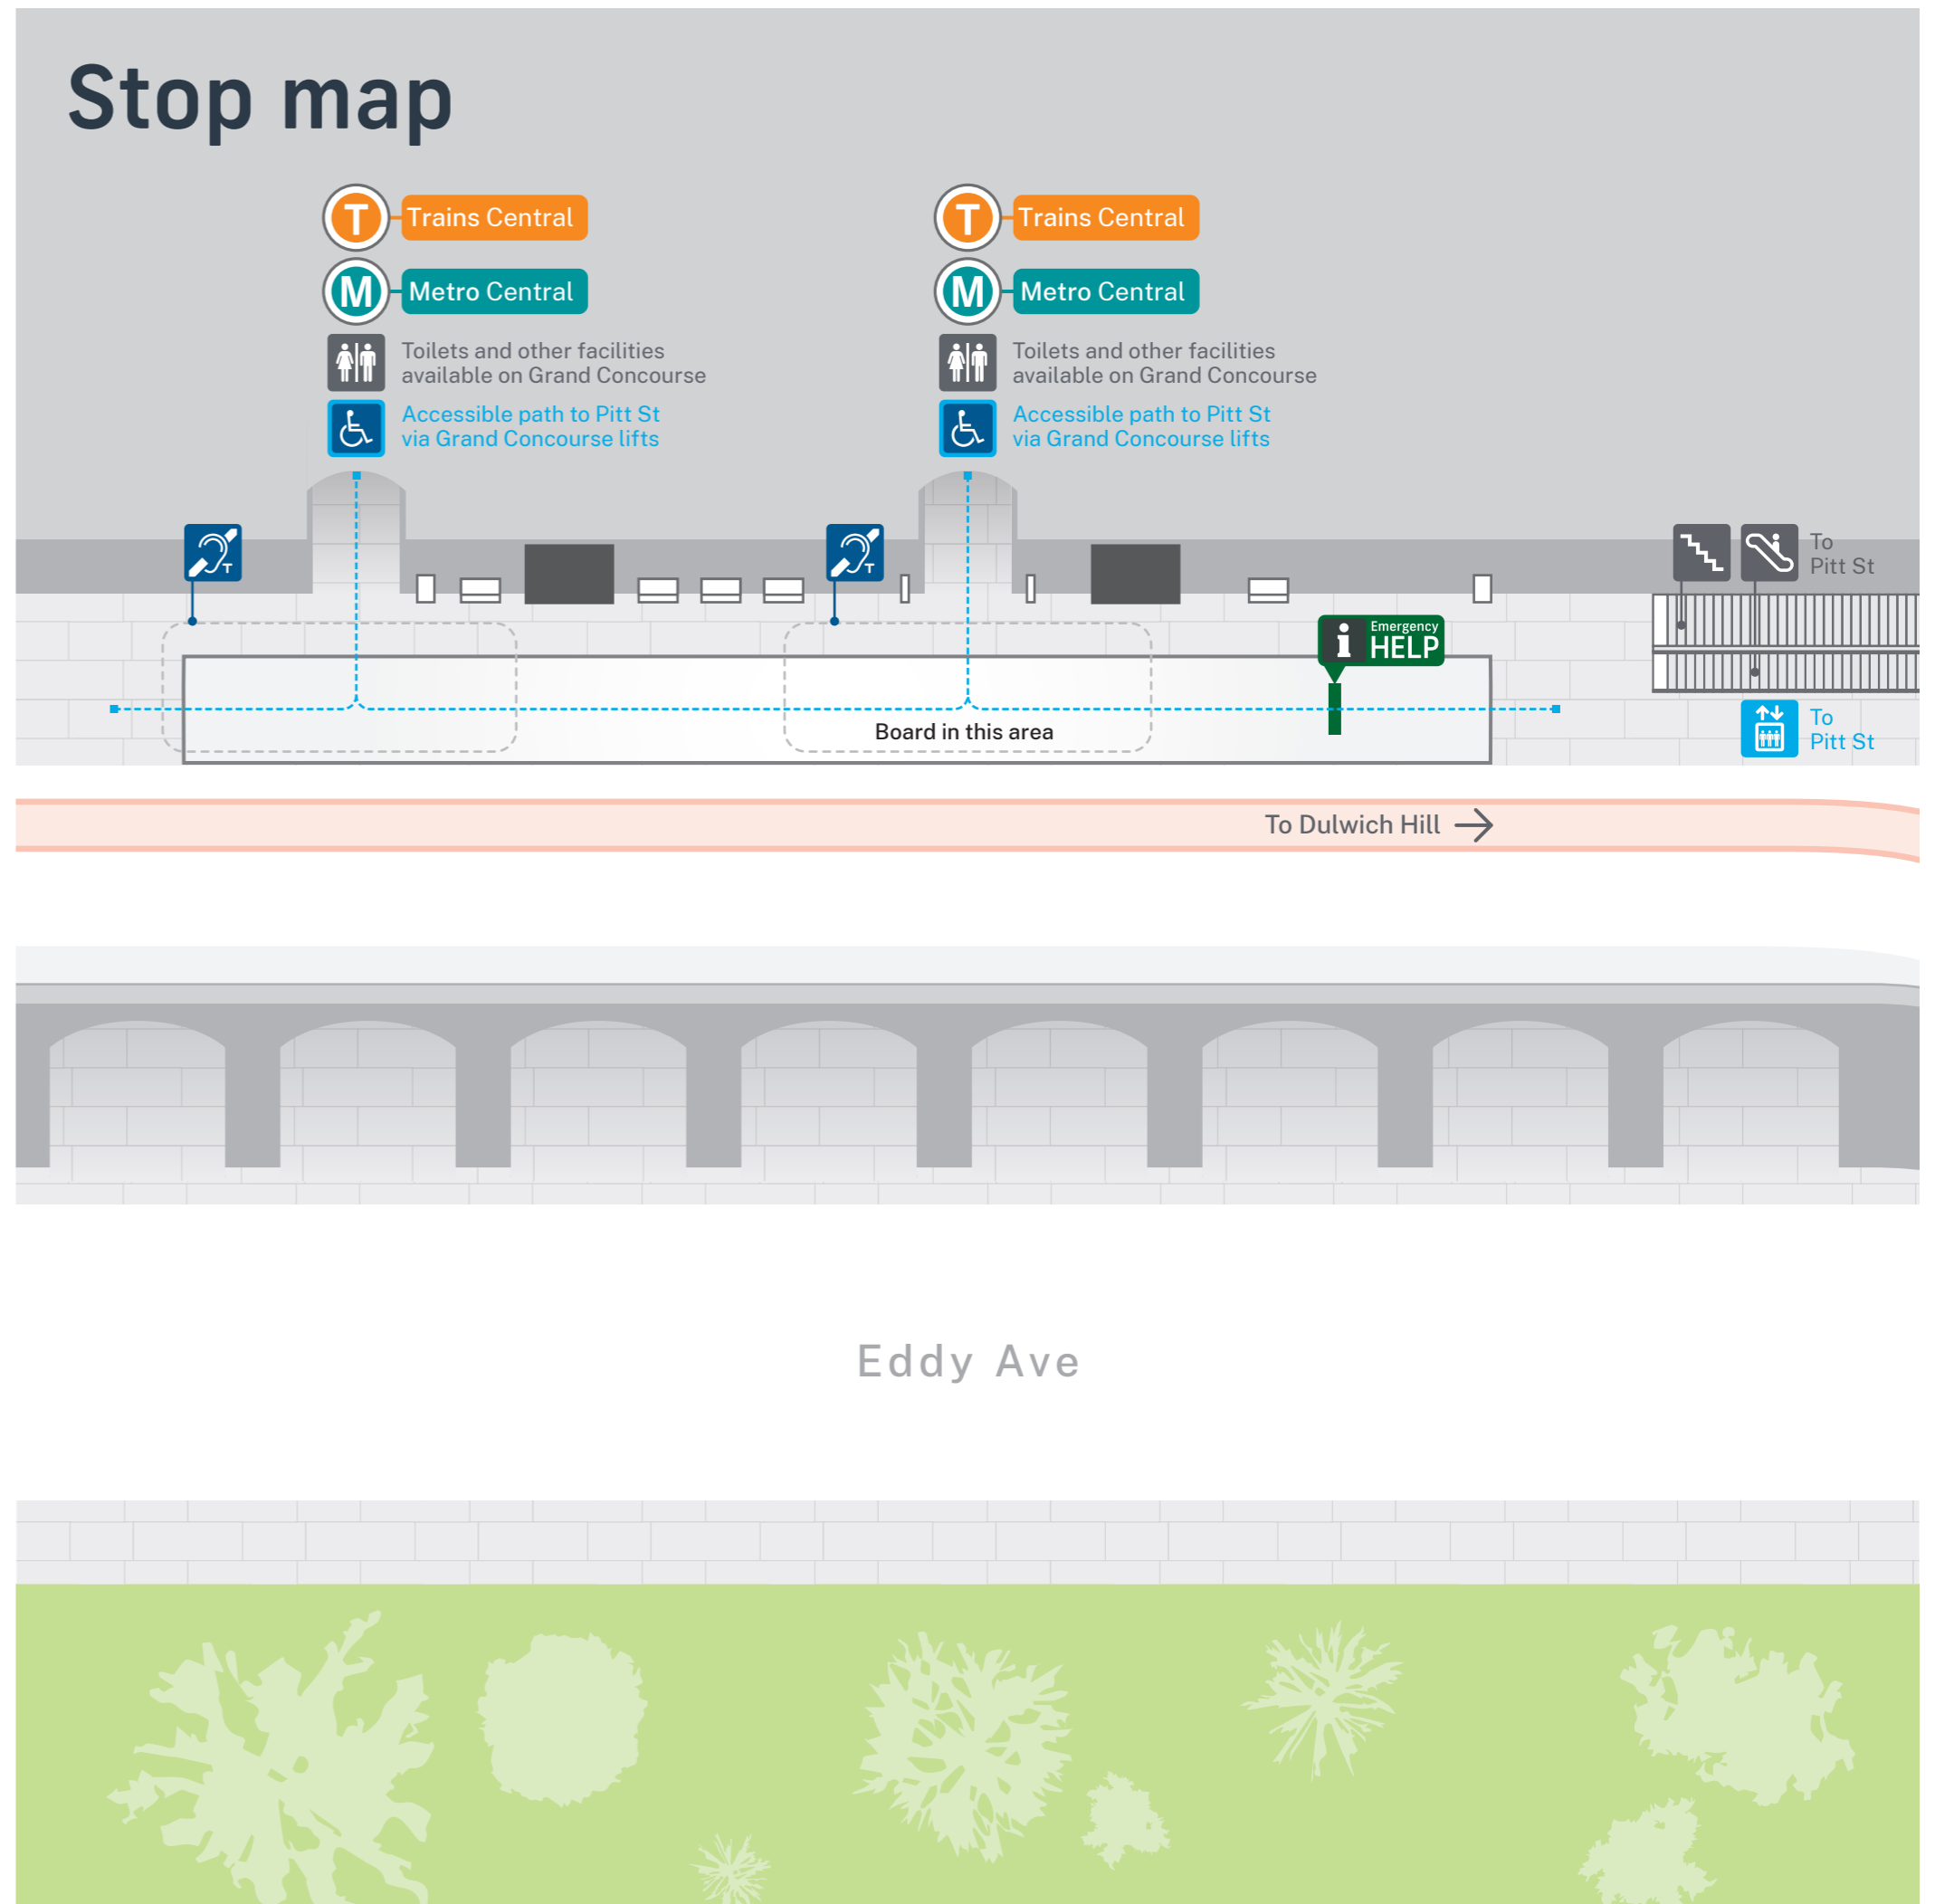 Stop map
T Trains Central
M Metro Central
Toilets and other facilities
available on Grand Concourse
Accessible path to Pitt St
via Grand Concourse lifts
T Trains Central
M Metro Central
Toilets and other facilities
available on Grand Concourse
Accessible path to Pitt St
via Grand Concourse lifts
T
T
To
Pitt St
i Emergency
HELP
To
Pitt St
Board in this area
To Dulwich Hill
Eddy Ave